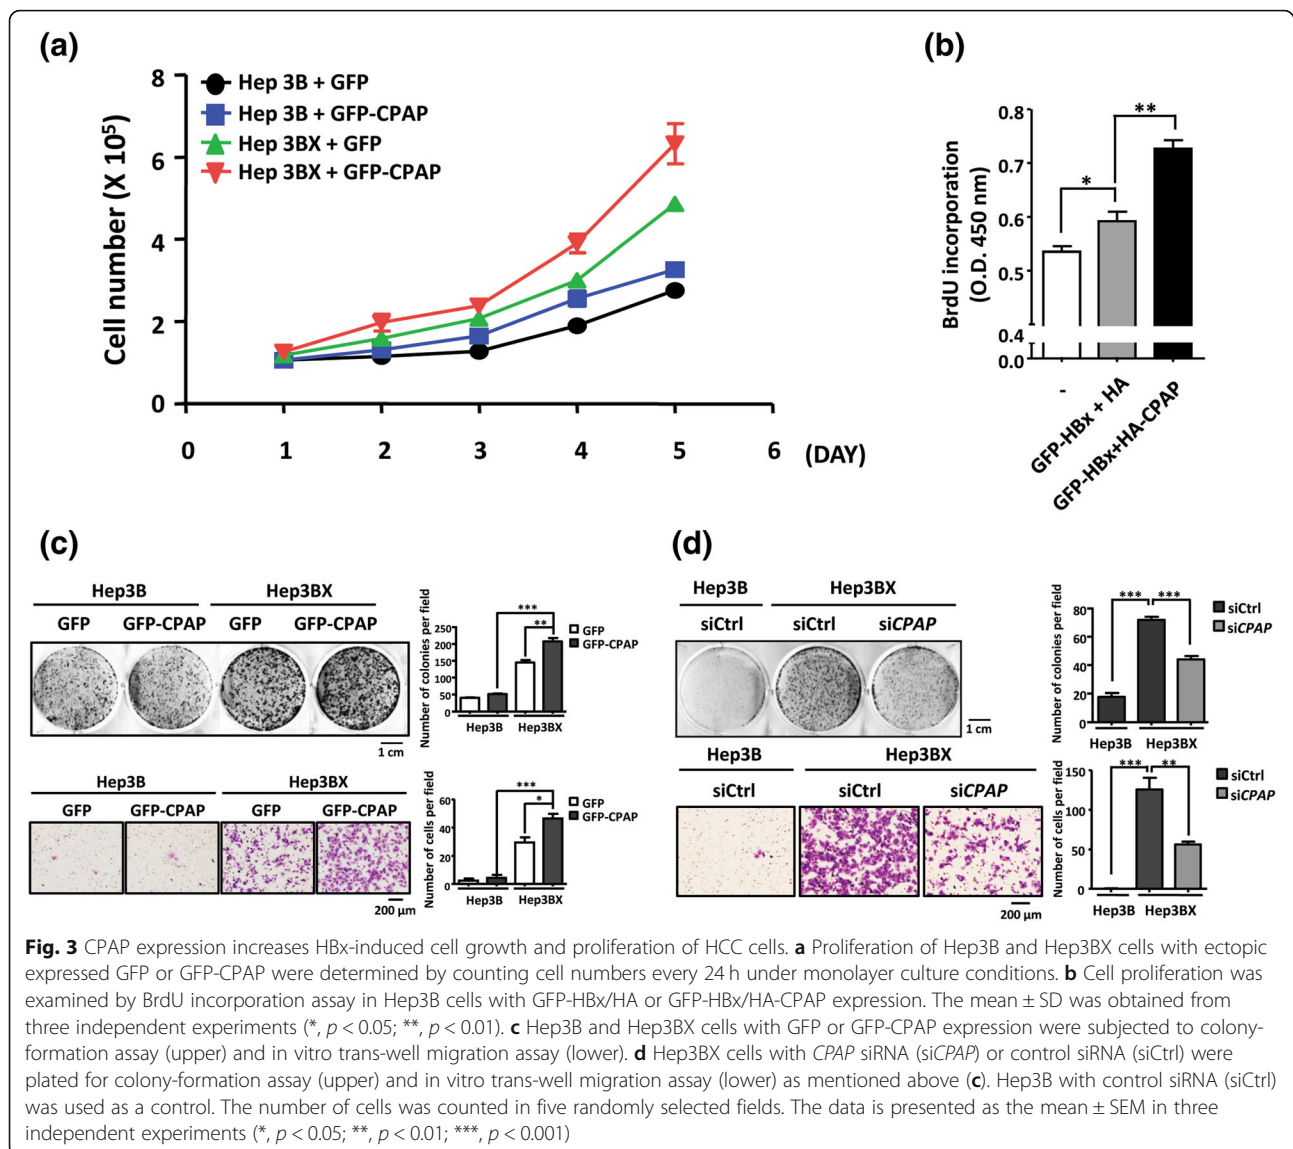 (a)
8
6
4
2
0
Cell number (X 10⁵)
Hep 3B + GFP
Hep 3B + GFP-CPAP
Hep 3BX + GFP
Hep 3BX + GFP-CPAP
0 1 2 3 4 5 6 (DAY)
(b)
BrdU incorporation
(O.D. 450 nm)
0.8
0.7
0.6
0.5
0.4
0.0
*
**
-
GFP-HBx + HA
GFP-HBx+HA-CPAP
(c)
Hep3B Hep3BX
GFP GFP-CPAP GFP GFP-CPAP
1 cm
Number of colonies per field
250
200
150
100
50
0
***
**
GFP
GFP-CPAP
Hep3B Hep3BX
Hep3B Hep3BX
GFP GFP-CPAP GFP GFP-CPAP
200 μm
Number of cells per field
60
40
20
0
***
*
GFP
GFP-CPAP
Hep3B Hep3BX
(d)
Hep3B Hep3BX
siCtrl siCtrl siCPAP
1 cm
Number of colonies per field
80
60
40
20
0
*** ***
siCtrl
siCPAP
Hep3B Hep3BX
Hep3B Hep3BX
siCtrl siCtrl siCPAP
200 μm
Number of cells per field
150
100
50
0
*** **
siCtrl
siCPAP
Hep3B Hep3BX
Fig. 3 CPAP expression increases HBx-induced cell growth and proliferation of HCC cells. a Proliferation of Hep3B and Hep3BX cells with ectopic
expressed GFP or GFP-CPAP were determined by counting cell numbers every 24 h under monolayer culture conditions. b Cell proliferation was
examined by BrdU incorporation assay in Hep3B cells with GFP-HBx/HA or GFP-HBx/HA-CPAP expression. The mean ± SD was obtained from
three independent experiments (*, p < 0.05; **, p < 0.01). c Hep3B and Hep3BX cells with GFP or GFP-CPAP expression were subjected to colony-
formation assay (upper) and in vitro trans-well migration assay (lower). d Hep3BX cells with CPAP siRNA (siCPAP) or control siRNA (siCtrl) were
plated for colony-formation assay (upper) and in vitro trans-well migration assay (lower) as mentioned above (c). Hep3B with control siRNA (siCtrl)
was used as a control. The number of cells was counted in five randomly selected fields. The data is presented as the mean ± SEM in three
independent experiments (*, p < 0.05; **, p < 0.01; ***, p < 0.001)